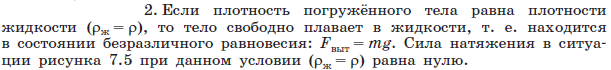 2. Если плотность погружённого тела равна плотности
жидкости (ρж = ρ), то тело свободно плавает в жидкости, т. е. находится
в состоянии безразличного равновесия: Fвыт = mg. Сила натяжения в ситуа-
ции рисунка 7.5 при данном условии (ρж = ρ) равна нулю.